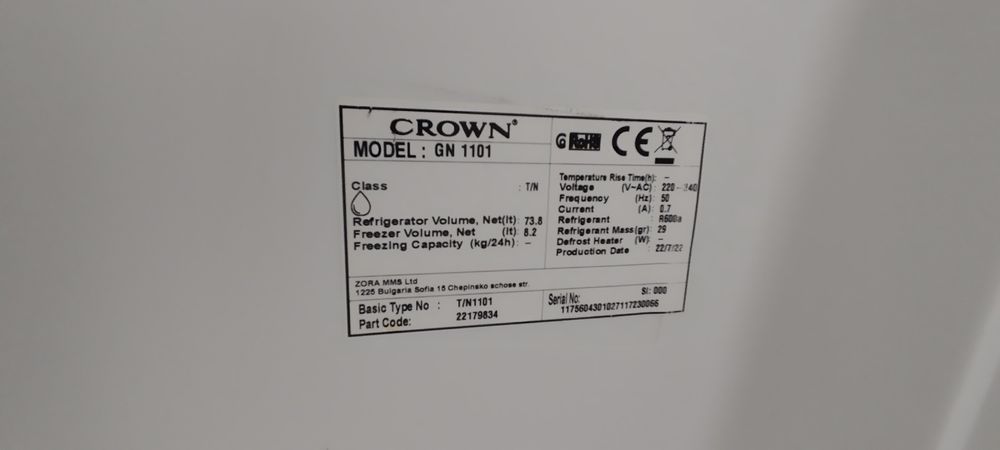 CROWN®
MODEL : GN 1101
G RoHS CE
Class : T/N
Refrigerator Volume, Net(lt): 73.8
Freezer Volume, Net (lt): 8.2
Freezing Capacity (kg/24h): –
Temperature Rise Time(h): –
Voltage (V~AC): 220-240
Frequency (Hz): 50
Current (A): 0.7
Refrigerant : R600a
Refrigerant Mass(gr): 29
Defrost Heater (W): –
Production Date : 22/7/22
ZORA MMS Ltd
1225 Bulgaria Sofia 15 Chepinsko schose str.
Basic Type No : T/N1101
Part Code: 22179834
Serial No: SI: 000
1175604301027117230066